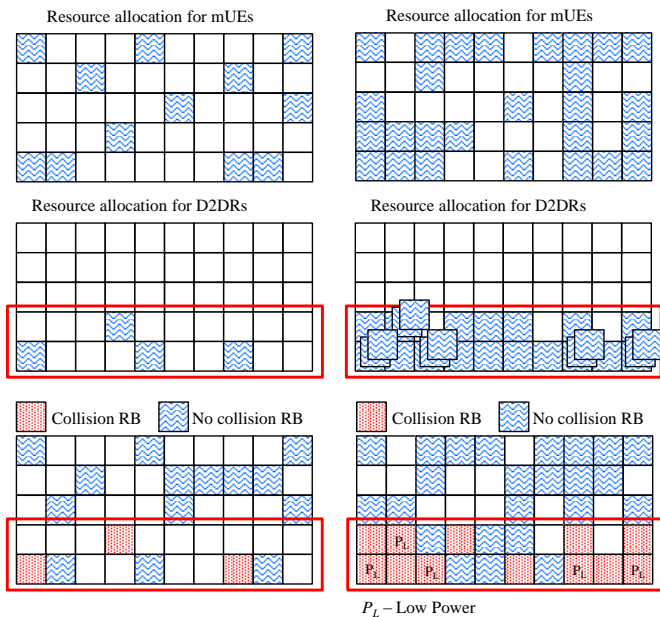 Resource allocation for mUEs
Resource allocation for mUEs
Resource allocation for D2DRs
Resource allocation for D2DRs
Collision RB
No collision RB
Collision RB
No collision RB
P_L
P_L
P_L
P_L
P_L
P_L – Low Power